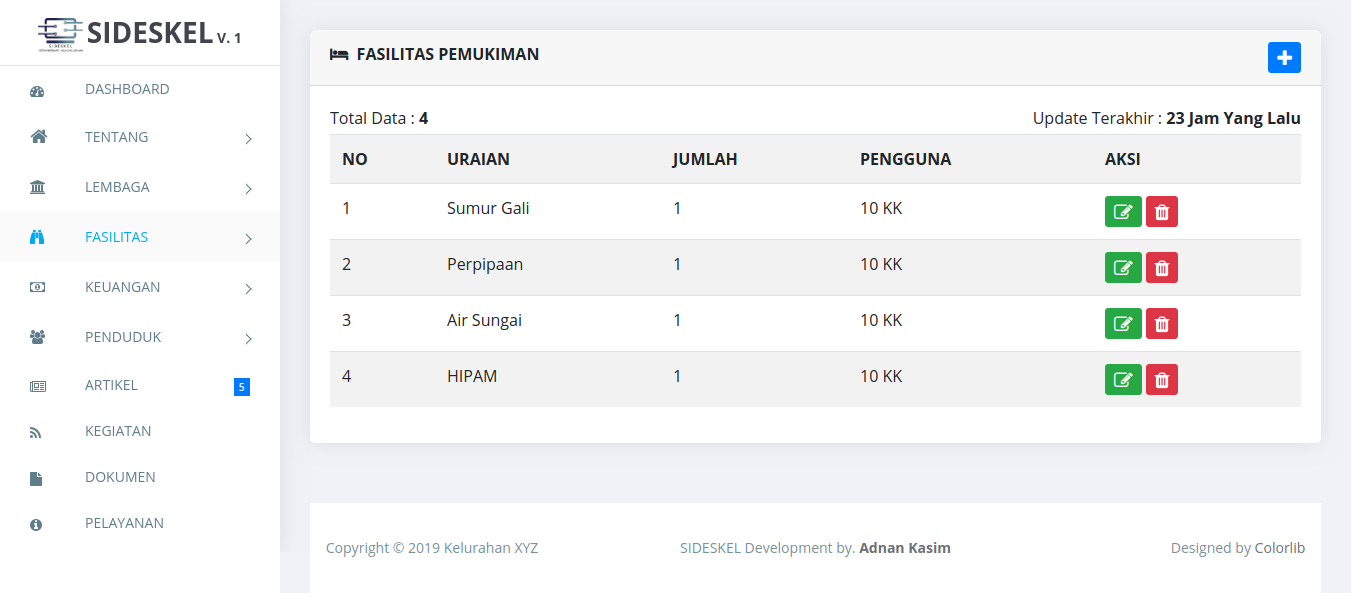 SIDESKEL V. 1
SIDESKEL
DASHBOARD
TENTANG
LEMBAGA
FASILITAS
KEUANGAN
PENDUDUK
ARTIKEL 5
KEGIATAN
DOKUMEN
PELAYANAN
FASILITAS PEMUKIMAN
Total Data : 4 Update Terakhir : 23 Jam Yang Lalu
NO URAIAN JUMLAH PENGGUNA AKSI
1 Sumur Gali 1 10 KK
2 Perpipaan 1 10 KK
3 Air Sungai 1 10 KK
4 HIPAM 1 10 KK
Copyright © 2019 Kelurahan XYZ SIDESKEL Development by. Adnan Kasim Designed by Colorlib